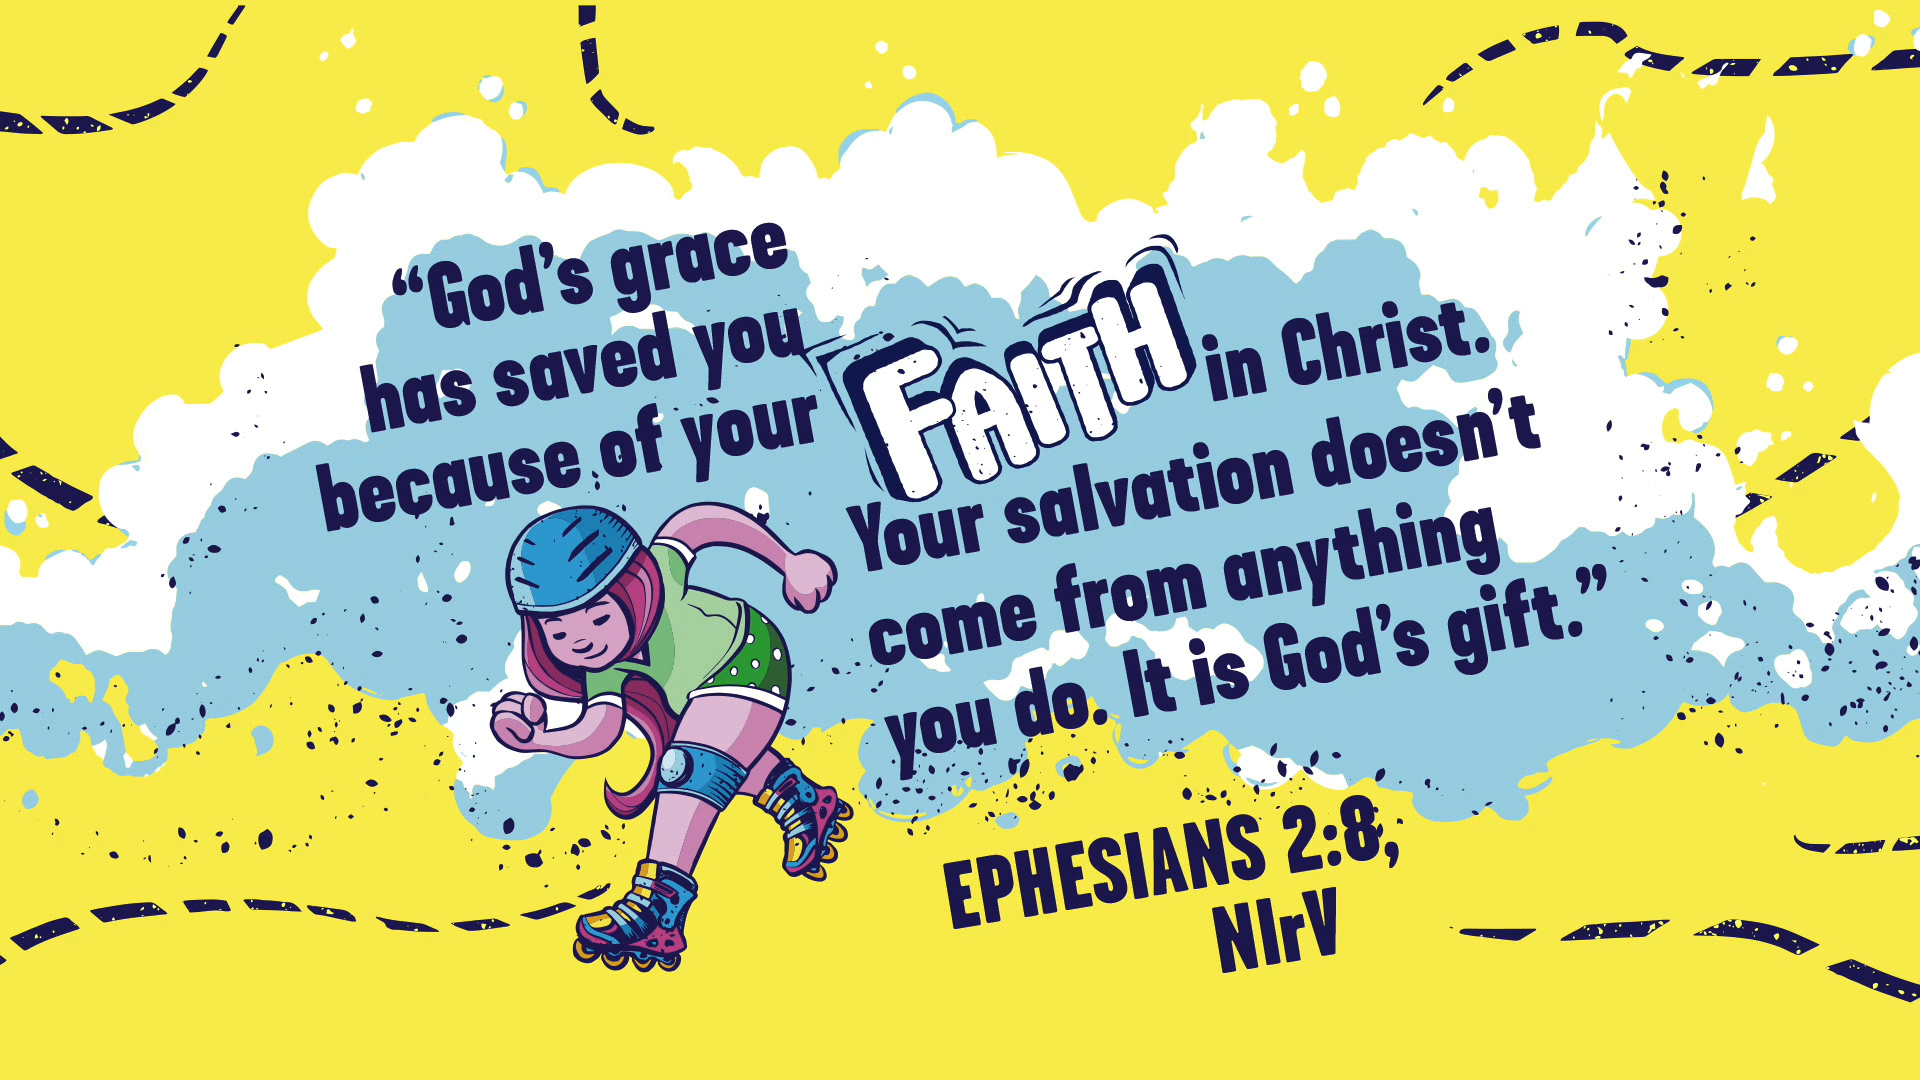 “God’s grace
has saved you
because of your
FAITH in Christ.
Your salvation doesn’t
come from anything
you do. It is God’s gift.”
EPHESIANS 2:8,
NIrV